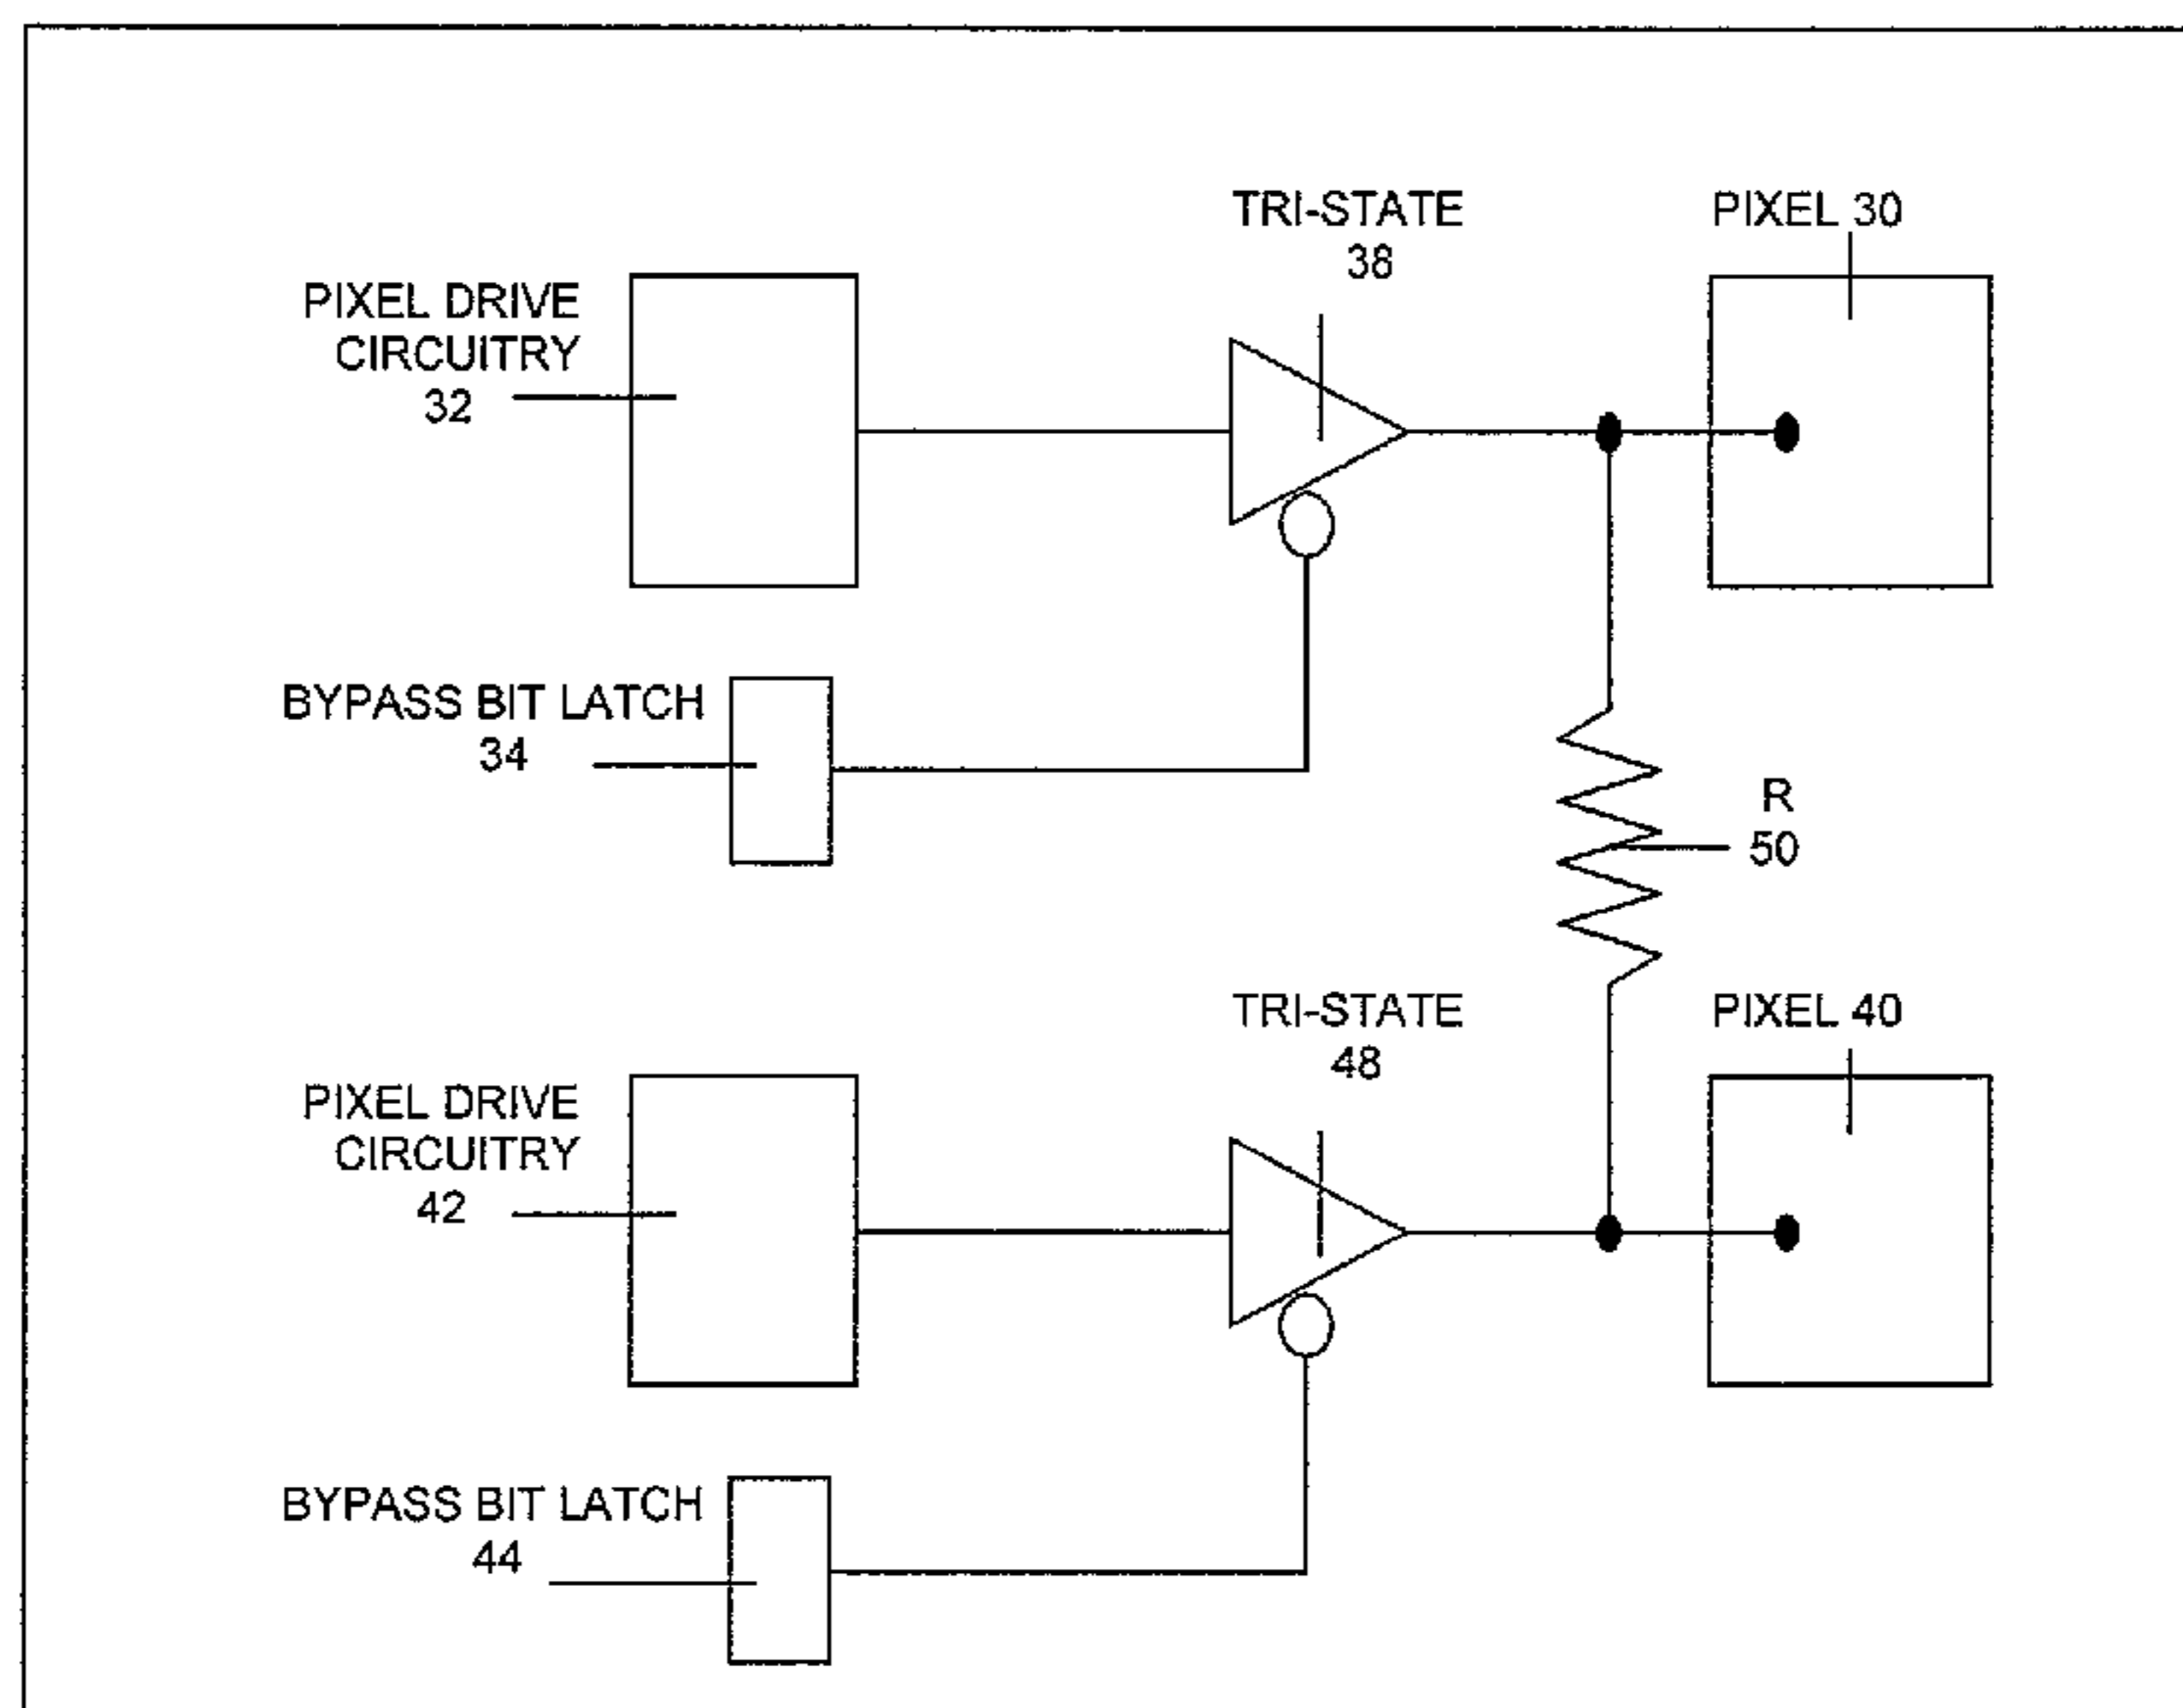 TRI-STATE
38
PIXEL 30
PIXEL DRIVE
CIRCUITRY
32
BYPASS BIT LATCH
34
R
50
TRI-STATE
48
PIXEL 40
PIXEL DRIVE
CIRCUITRY
42
BYPASS BIT LATCH
44